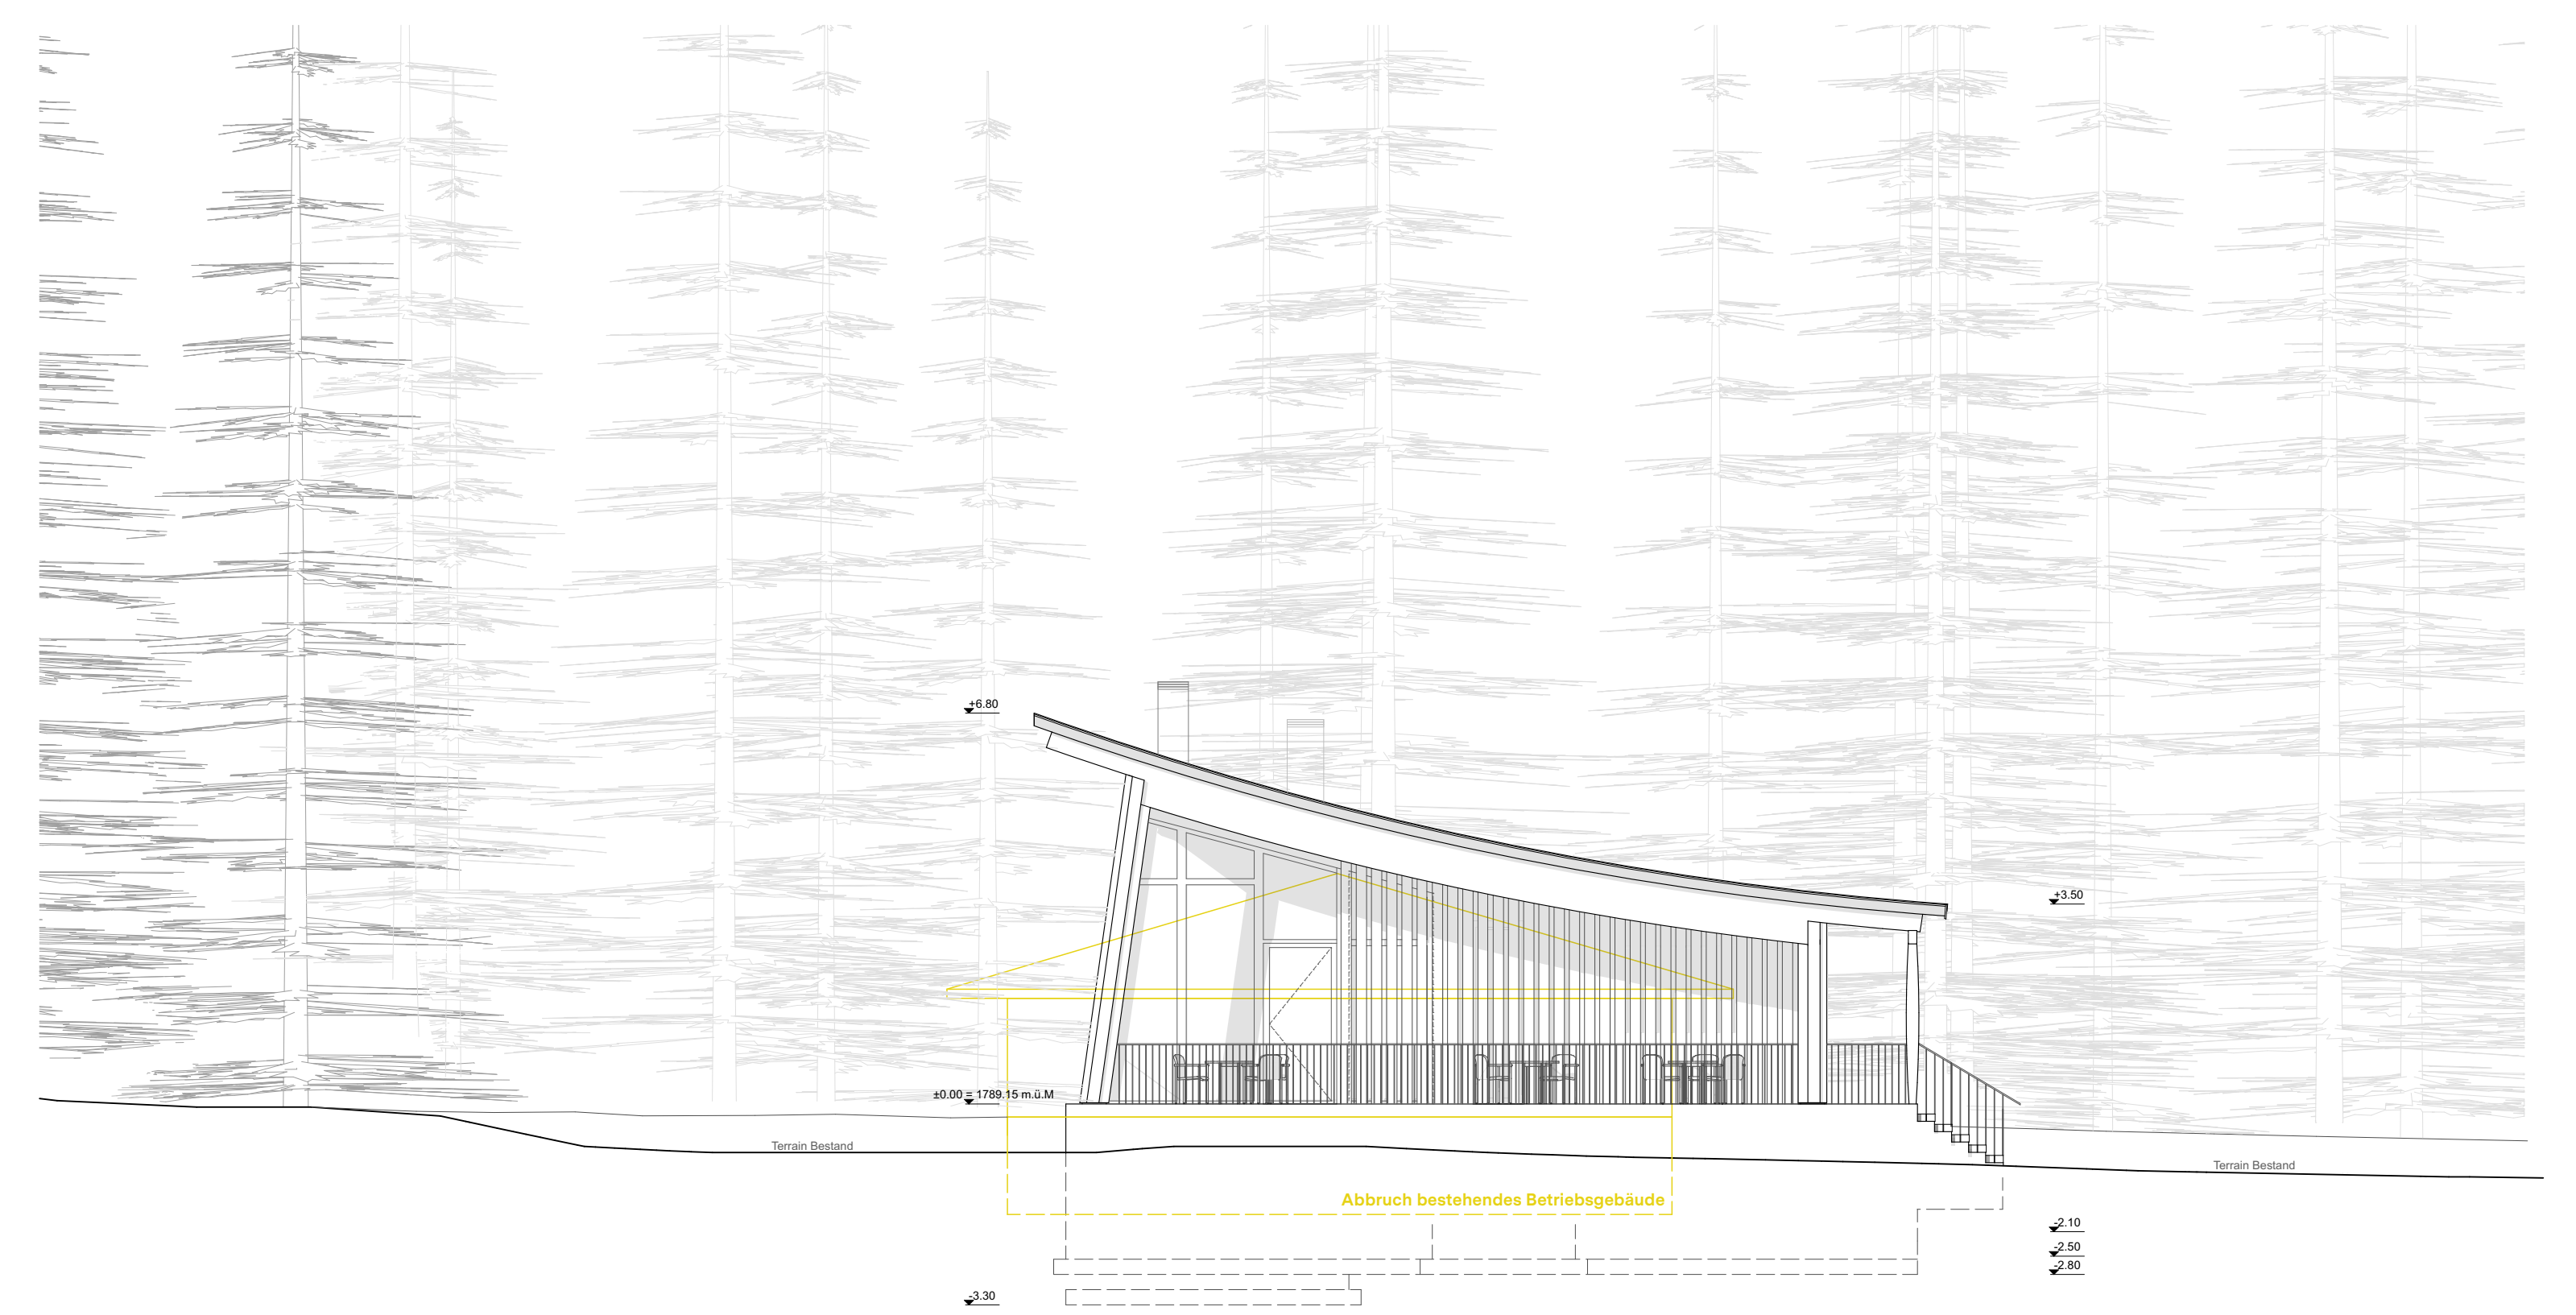 +6.80
+3.50
±0.00 = 1789.15 m.ü.M
Terrain Bestand
Terrain Bestand
Abbruch bestehendes Betriebsgebäude
-2.10
-2.50
-2.80
-3.30